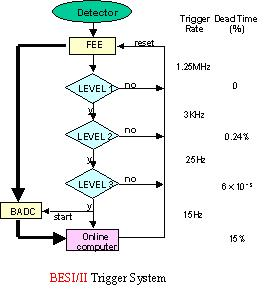 Detector
Trigger Rate
Dead Time (%)
FEE
reset
1.25MHz
LEVEL 1
no
0
y
3KHz
LEVEL 2
no
0.24%
y
25Hz
LEVEL 3
no
6×10⁻⁵
y
15Hz
BADC
start
Online computer
15%
BESI/II Trigger System